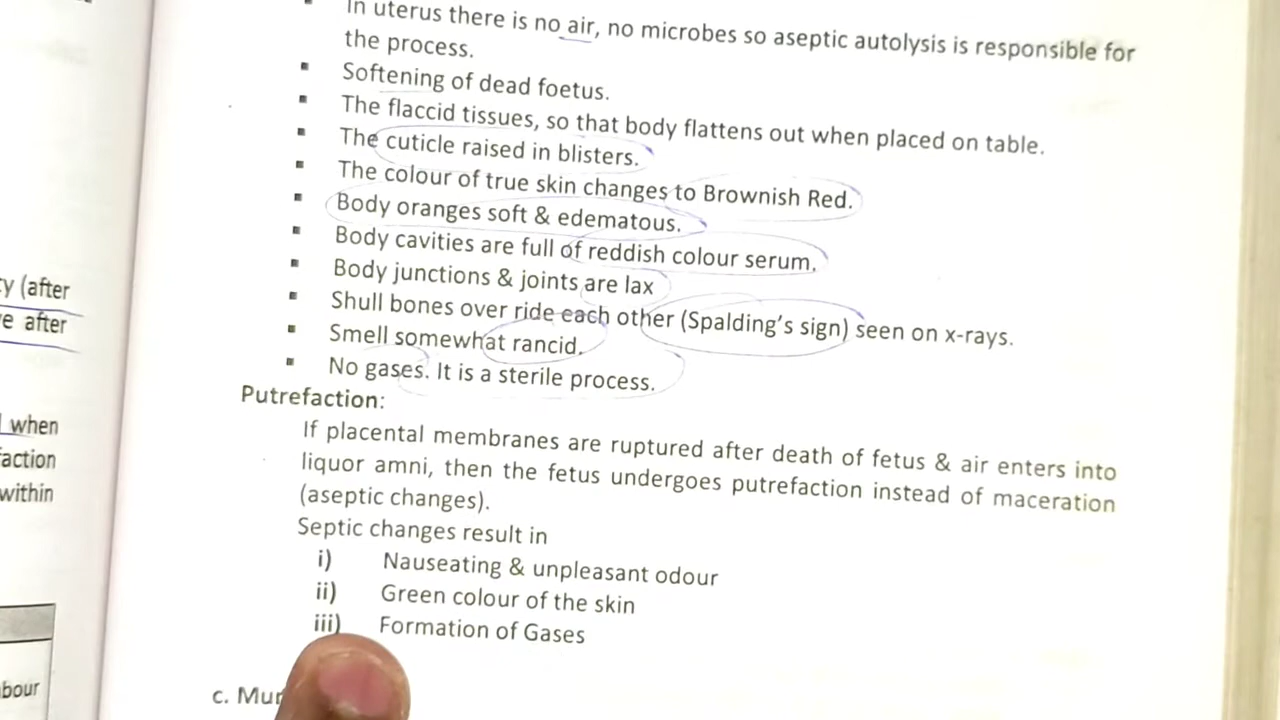 In uterus there is no air, no microbes so aseptic autolysis is responsible for
the process.
Softening of dead foetus.
The flaccid tissues, so that body flattens out when placed on table.
The cuticle raised in blisters.
The colour of true skin changes to Brownish Red.
Body oranges soft & edematous.
Body cavities are full of reddish colour serum.
Body junctions & joints are lax
Shull bones over ride each other (Spalding's sign) seen on x-rays.
Smell somewhat rancid.
No gases. It is a sterile process.
Putrefaction:
If placental membranes are ruptured after death of fetus & air enters into
liquor amni, then the fetus undergoes putrefaction instead of maceration
(aseptic changes).
Septic changes result in
i) Nauseating & unpleasant odour
ii) Green colour of the skin
iii) Formation of Gases
c.
(after
after
when
within